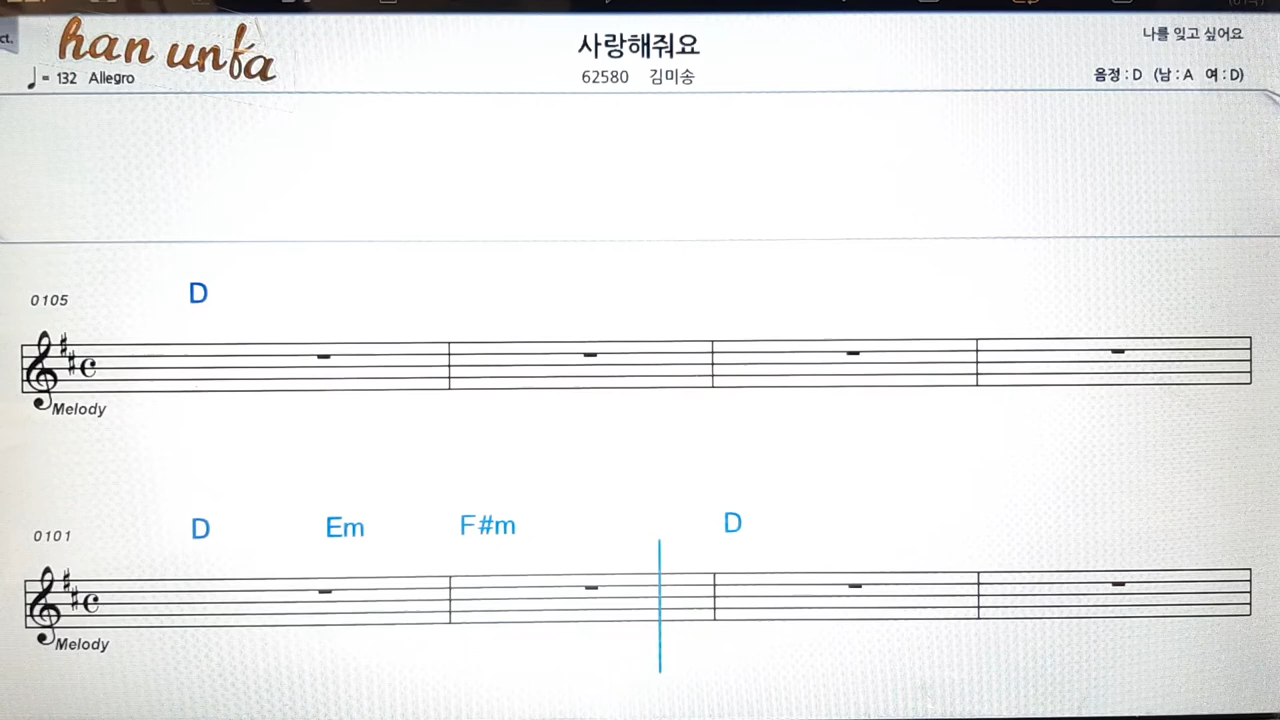 ct.
han unfa
♩= 132 Allegro
사랑해줘요
62580 김미송
나를 잊고 싶어요
음정 : D (남 : A 여 : D)
0105
D
Melody
0101
D Em F#m D
Melody